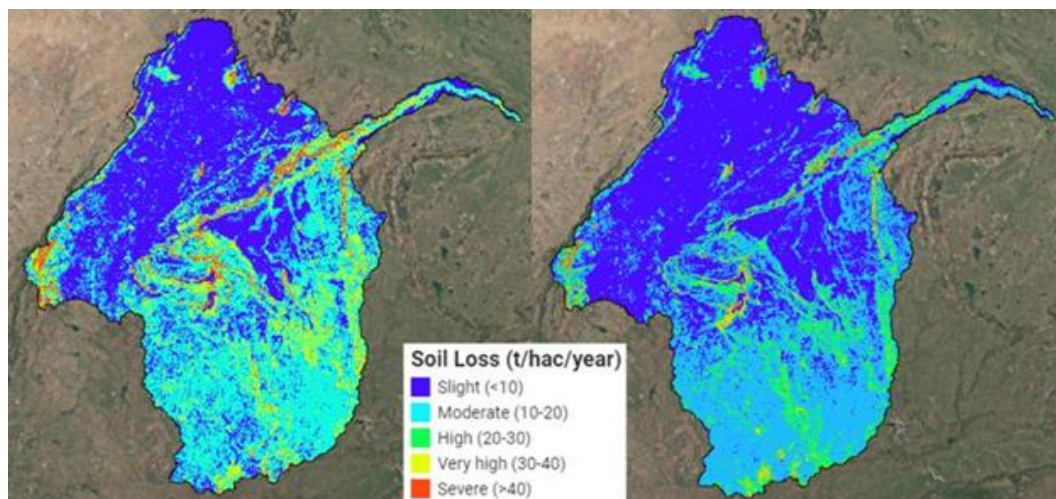 Soil Loss (t/hac/year)
Slight (<10)
Moderate (10-20)
High (20-30)
Very high (30-40)
Severe (>40)